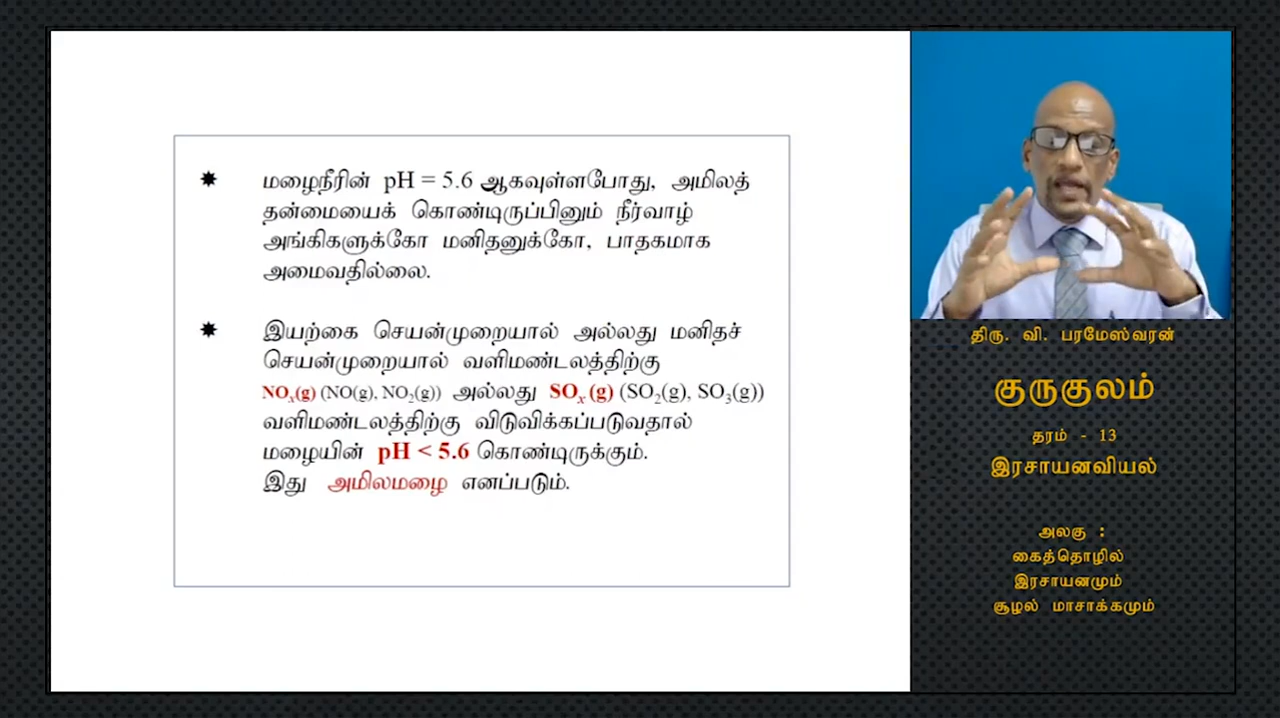 ✸ மழைநீரின் pH = 5.6 ஆகவுள்ளபோது, அமிலத்
தன்மையைக் கொண்டிருப்பினும் நீர்வாழ்
அங்கிகளுக்கோ மனிதனுக்கோ, பாதகமாக
அமைவதில்லை.
✸ இயற்கை செயன்முறையால் அல்லது மனிதச்
செயன்முறையால் வளிமண்டலத்திற்கு
NOₓ(g) (NO(g), NO₂(g)) அல்லது SOₓ (g) (SO₂(g), SO₃(g))
வளிமண்டலத்திற்கு விடுவிக்கப்படுவதால்
மழையின் pH < 5.6 கொண்டிருக்கும்.
இது அமிலமழை எனப்படும்.
திரு. வி. பரமேஸ்வரன்
குருகுலம்
தரம் - 13
இரசாயனவியல்
அலகு :
கைத்தொழில்
இரசாயனமும்
சூழல் மாசாக்கமும்